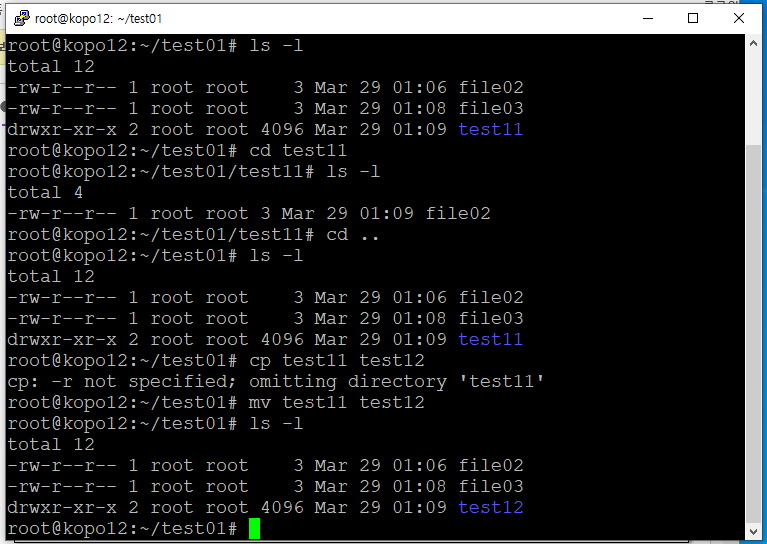 root@kopo12: ~/test01
root@kopo12:~/test01# ls -l
total 12
-rw-r--r-- 1 root root    3 Mar 29 01:06 file02
-rw-r--r-- 1 root root    3 Mar 29 01:08 file03
drwxr-xr-x 2 root root 4096 Mar 29 01:09 test11
root@kopo12:~/test01# cd test11
root@kopo12:~/test01/test11# ls -l
total 4
-rw-r--r-- 1 root root 3 Mar 29 01:09 file02
root@kopo12:~/test01/test11# cd ..
root@kopo12:~/test01# ls -l
total 12
-rw-r--r-- 1 root root    3 Mar 29 01:06 file02
-rw-r--r-- 1 root root    3 Mar 29 01:08 file03
drwxr-xr-x 2 root root 4096 Mar 29 01:09 test11
root@kopo12:~/test01# cp test11 test12
cp: -r not specified; omitting directory 'test11'
root@kopo12:~/test01# mv test11 test12
root@kopo12:~/test01# ls -l
total 12
-rw-r--r-- 1 root root    3 Mar 29 01:06 file02
-rw-r--r-- 1 root root    3 Mar 29 01:08 file03
drwxr-xr-x 2 root root 4096 Mar 29 01:09 test12
root@kopo12:~/test01#